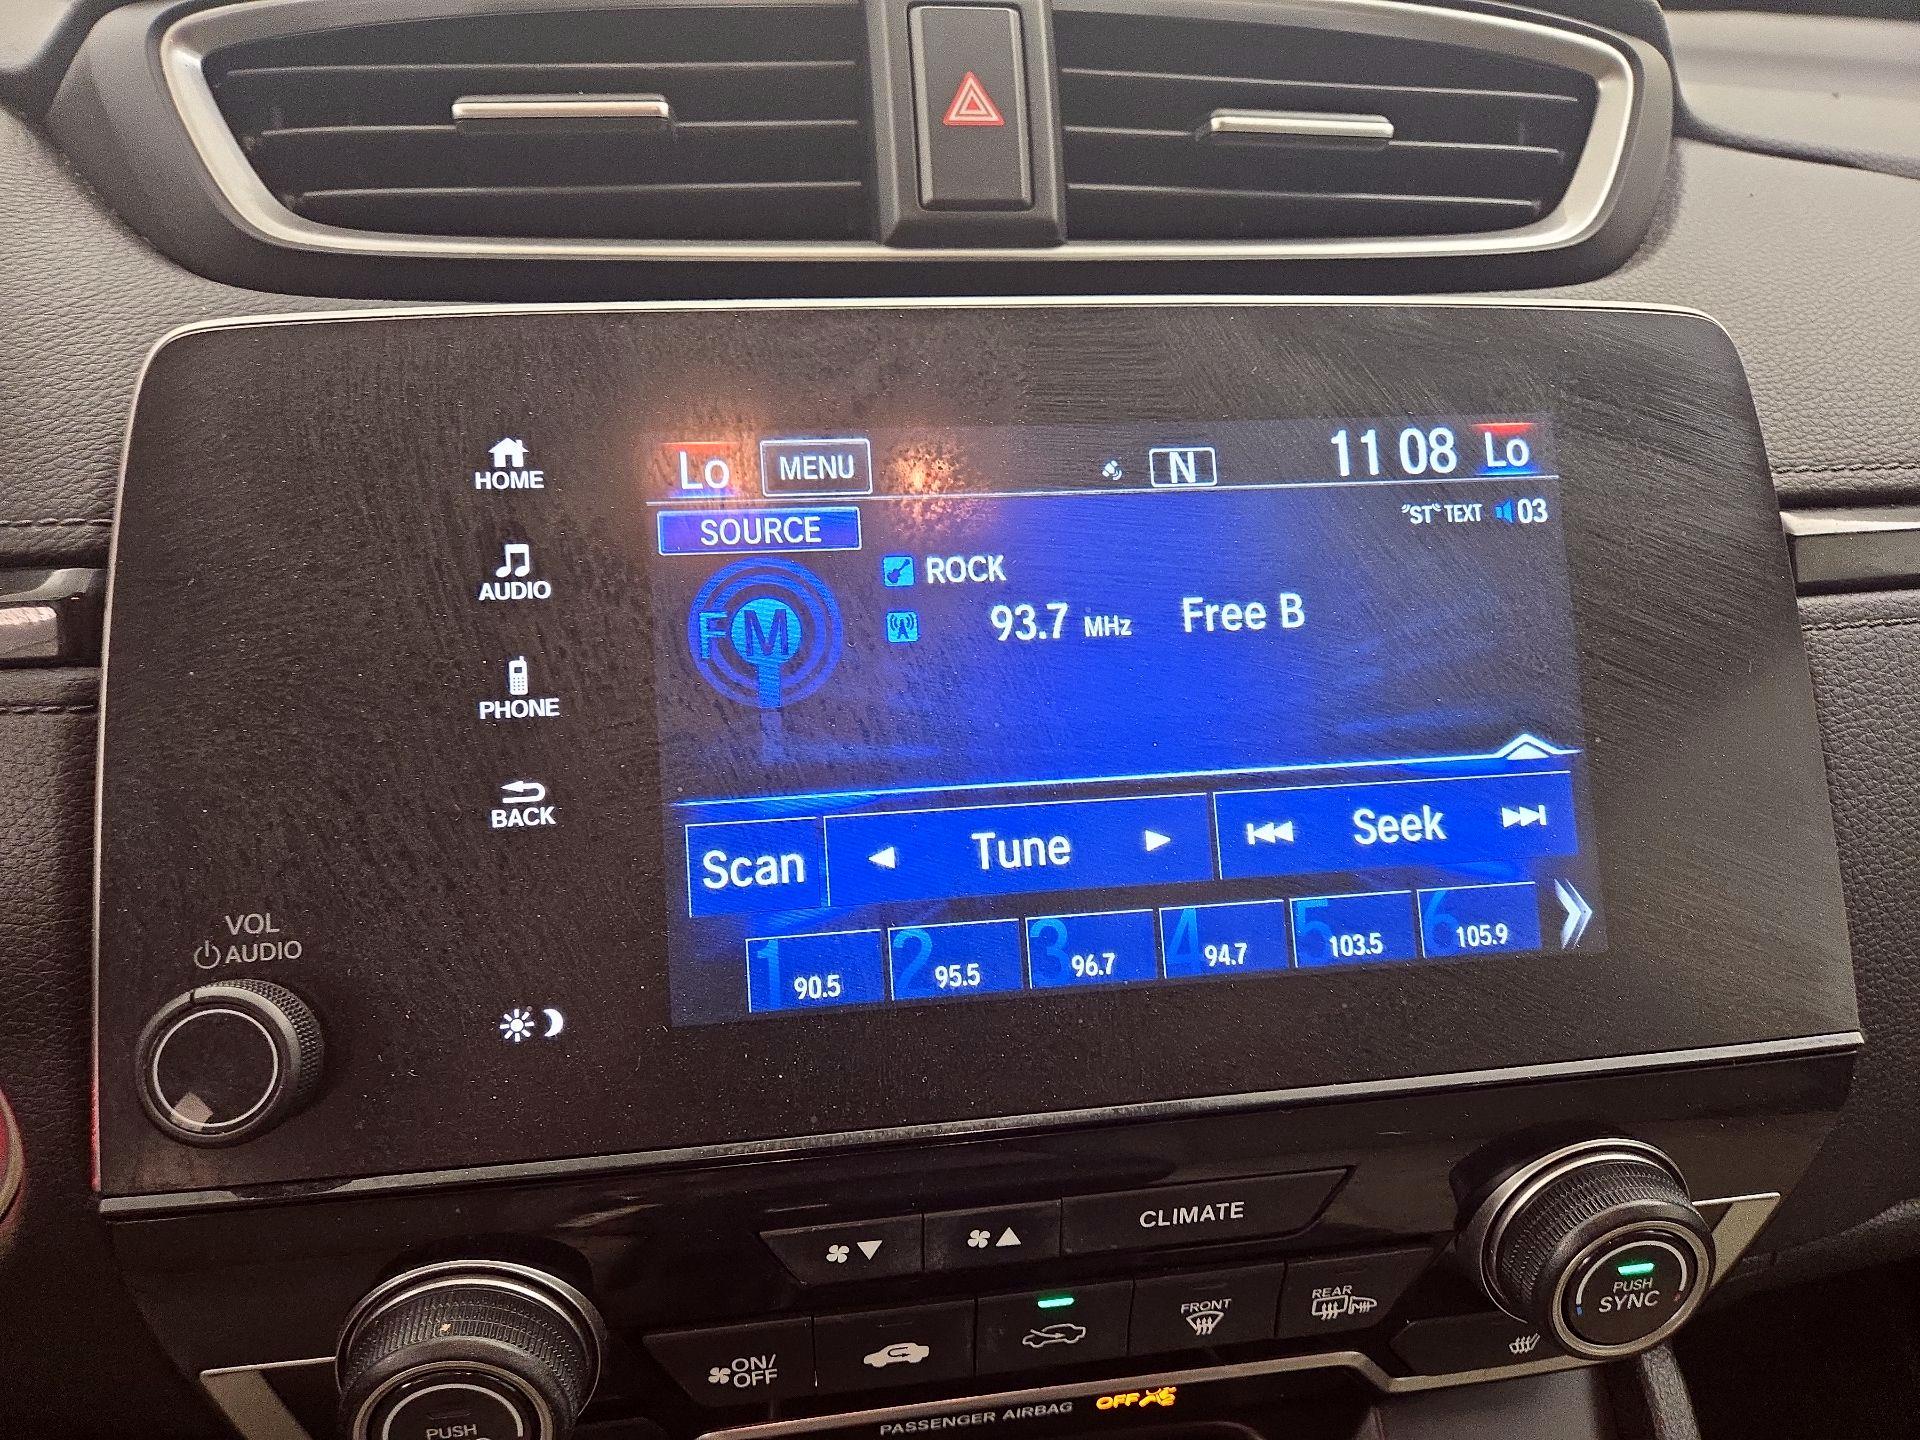 HOME
AUDIO
PHONE
BACK
VOL
AUDIO
Lo MENU N 11 08 Lo
SOURCE "ST" TEXT 03
FM
ROCK
93.7 MHz Free B
Scan Tune Seek
1 90.5 2 95.5 3 96.7 4 94.7 5 103.5 6 105.9
CLIMATE
ON/OFF FRONT REAR
PUSH
SYNC
PUSH
PASSENGER AIRBAG OFF